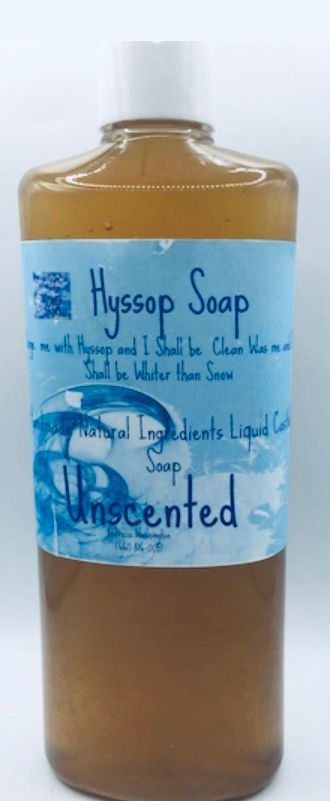 Hyssop Soap
me with Hyssop and I Shall be Clean Was me
Shall be Whiter than Snow
Natural Ingredients Liquid
Soap
Unscented